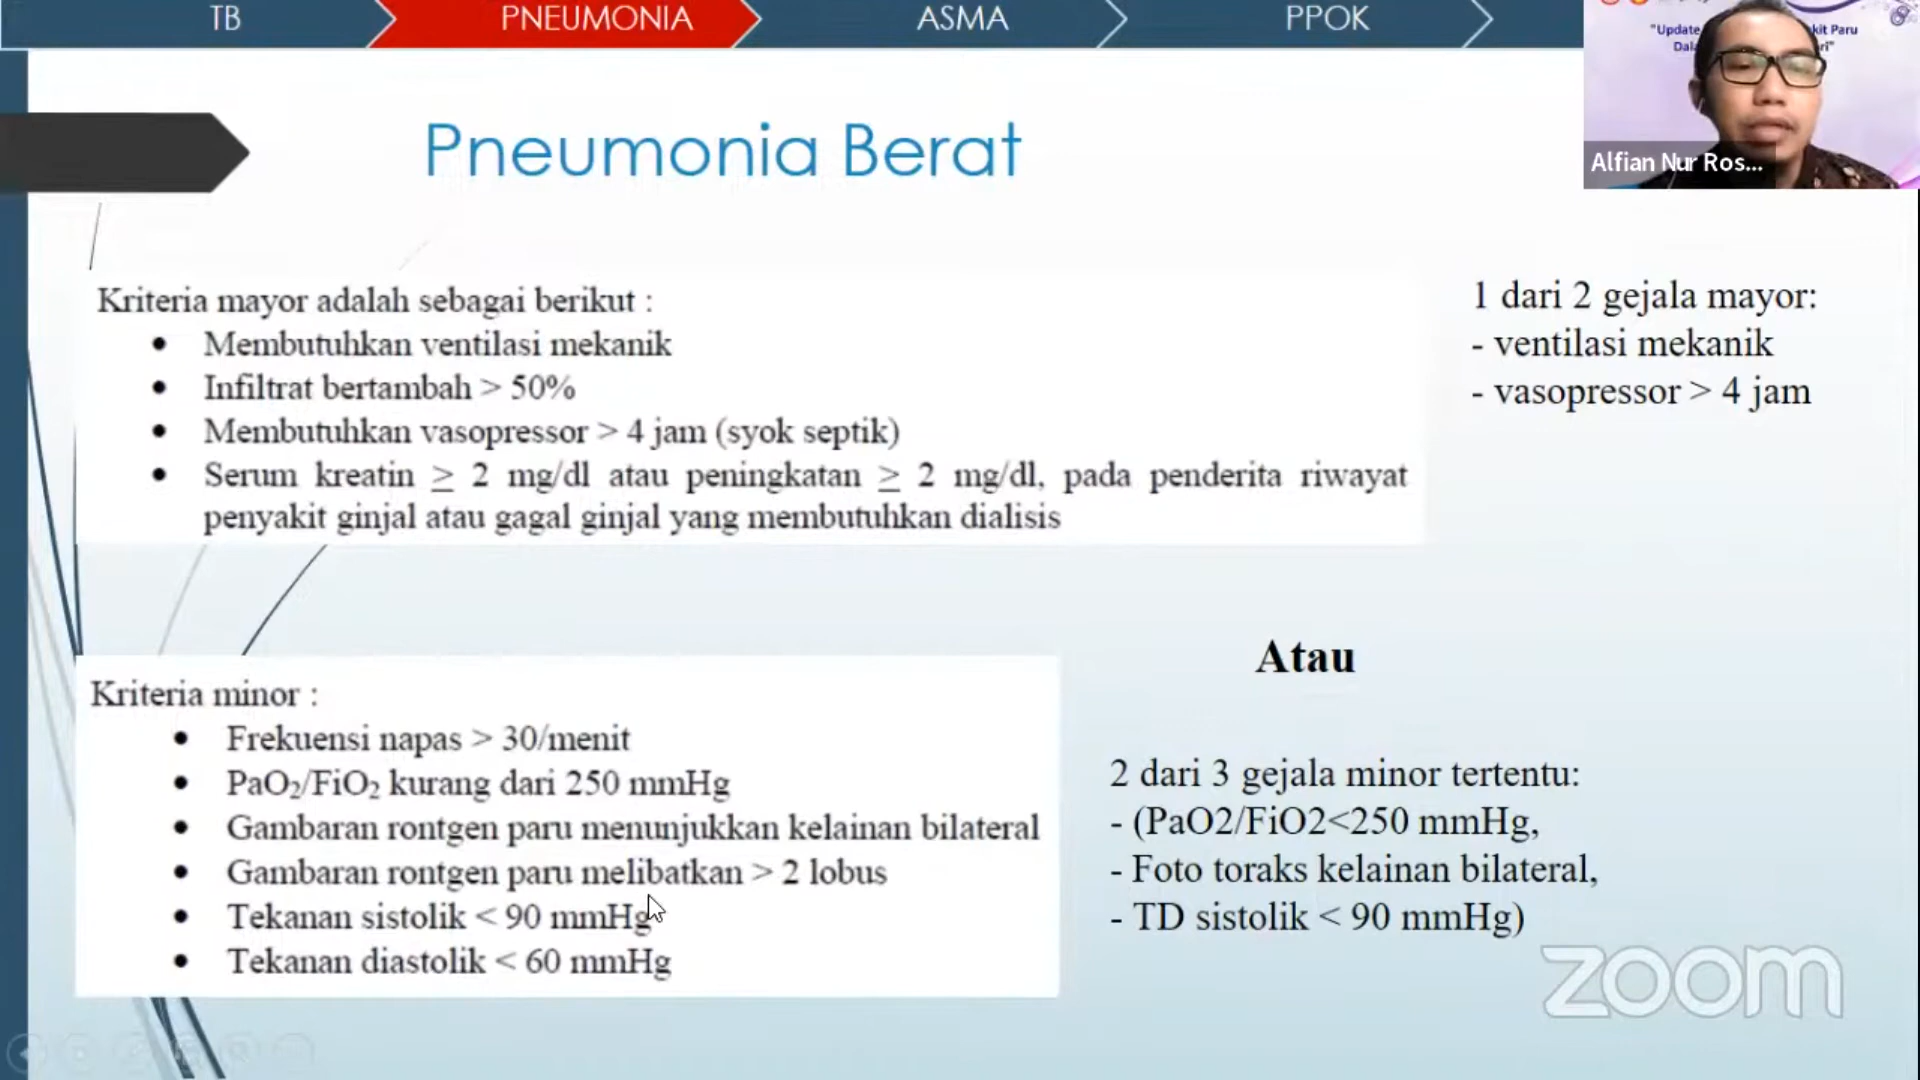 TB
PNEUMONIA
ASMA
PPOK
"Update
kit Paru
Dala
ri"
Alfian Nur Ros...
Pneumonia Berat
Kriteria mayor adalah sebagai berikut :
• Membutuhkan ventilasi mekanik
• Infiltrat bertambah > 50%
• Membutuhkan vasopressor > 4 jam (syok septik)
• Serum kreatin ≥ 2 mg/dl atau peningkatan ≥ 2 mg/dl, pada penderita riwayat
penyakit ginjal atau gagal ginjal yang membutuhkan dialisis
1 dari 2 gejala mayor:
- ventilasi mekanik
- vasopressor > 4 jam
Kriteria minor :
• Frekuensi napas > 30/menit
• PaO₂/FiO₂ kurang dari 250 mmHg
• Gambaran rontgen paru menunjukkan kelainan bilateral
• Gambaran rontgen paru melibatkan > 2 lobus
• Tekanan sistolik < 90 mmHg
• Tekanan diastolik < 60 mmHg
Atau
2 dari 3 gejala minor tertentu:
- (PaO2/FiO2<250 mmHg,
- Foto toraks kelainan bilateral,
- TD sistolik < 90 mmHg)
zoom